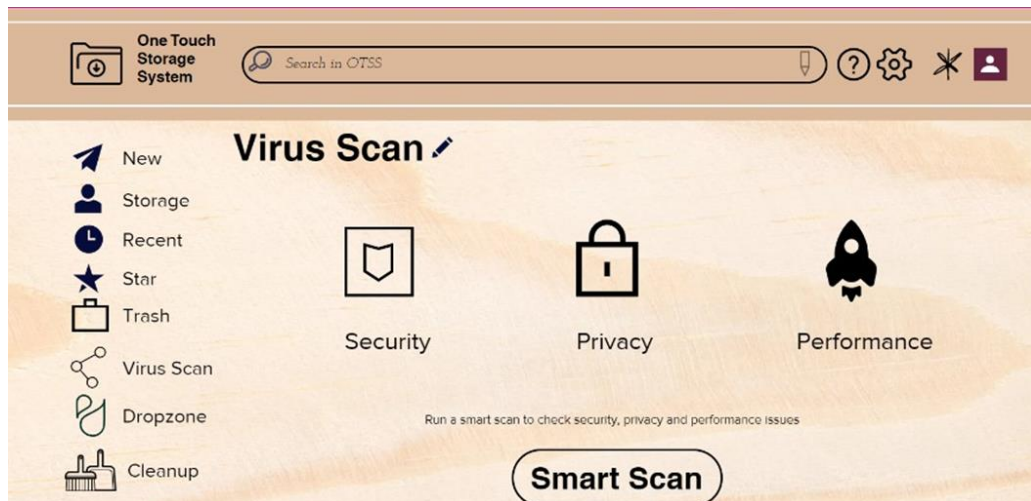 One Touch
Storage
System
Search in OTSS
Virus Scan
New
Storage
Recent
Star
Trash
Virus Scan
Dropzone
Cleanup
Security
Privacy
Performance
Run a smart scan to check security, privacy and performance issues
Smart Scan